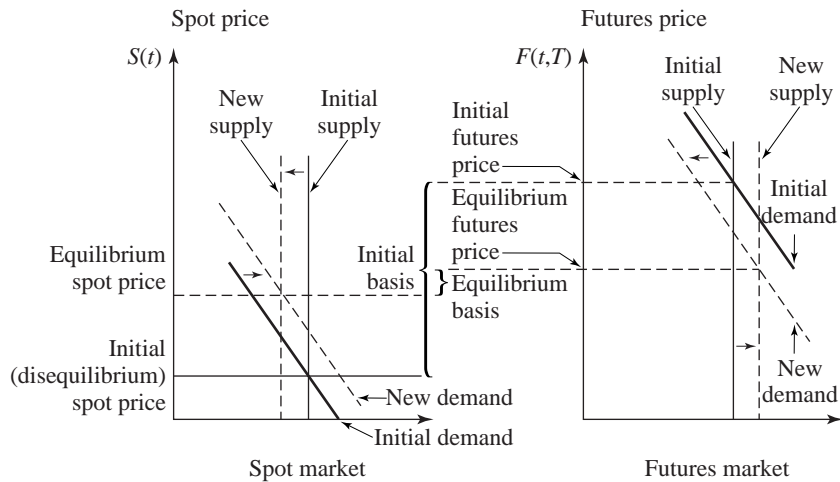 Spot price
S(t)
New
supply
Initial
supply
Equilibrium
spot price
Initial
(disequilibrium)
spot price
New demand
Initial demand
Spot market
Initial
basis
Initial
futures
price
Equilibrium
futures
price
Equilibrium
basis
Futures price
F(t,T)
Initial
supply
New
supply
Initial
demand
New
demand
Futures market